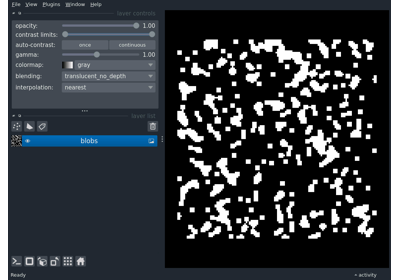 File View Plugins Window Help
layer controls
opacity: 1.00
contrast limits:
auto-contrast: once continuous
gamma: 1.00
colormap: gray
blending: translucent_no_depth
interpolation: nearest
layer list
blobs
Ready
activity